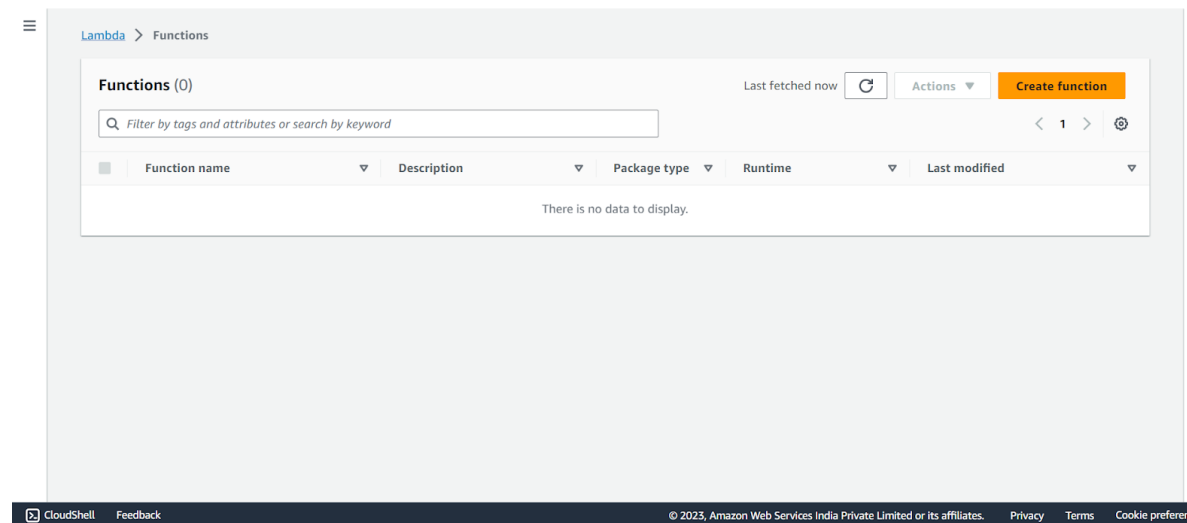 Lambda > Functions
Functions (0)
Last fetched now
Actions
Create function
Filter by tags and attributes or search by keyword
< 1 >
Function name Description Package type Runtime Last modified
There is no data to display.
CloudShell Feedback © 2023, Amazon Web Services India Private Limited or its affiliates. Privacy Terms Cookie preferen